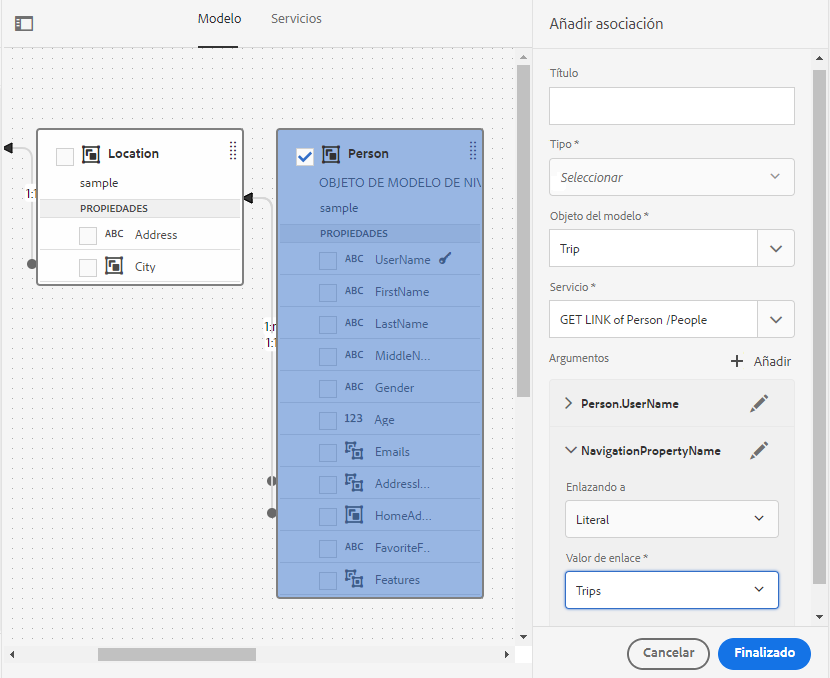 Modelo
Servicios
Location
sample
PROPIEDADES
ABC Address
City
1:1
Person
OBJETO DE MODELO DE NIV
sample
PROPIEDADES
ABC UserName
ABC FirstName
ABC LastName
ABC MiddleN...
ABC Gender
123 Age
Emails
AddressI...
HomeAd...
ABC FavoriteF..
Features
1:1
Añadir asociación
Título
Tipo *
Seleccionar
Objeto del modelo *
Trip
Servicio *
GET LINK of Person /People
Argumentos
+ Añadir
Person.UserName
NavigationPropertyName
Enlazando a
Literal
Valor de enlace *
Trips
Cancelar
Finalizado